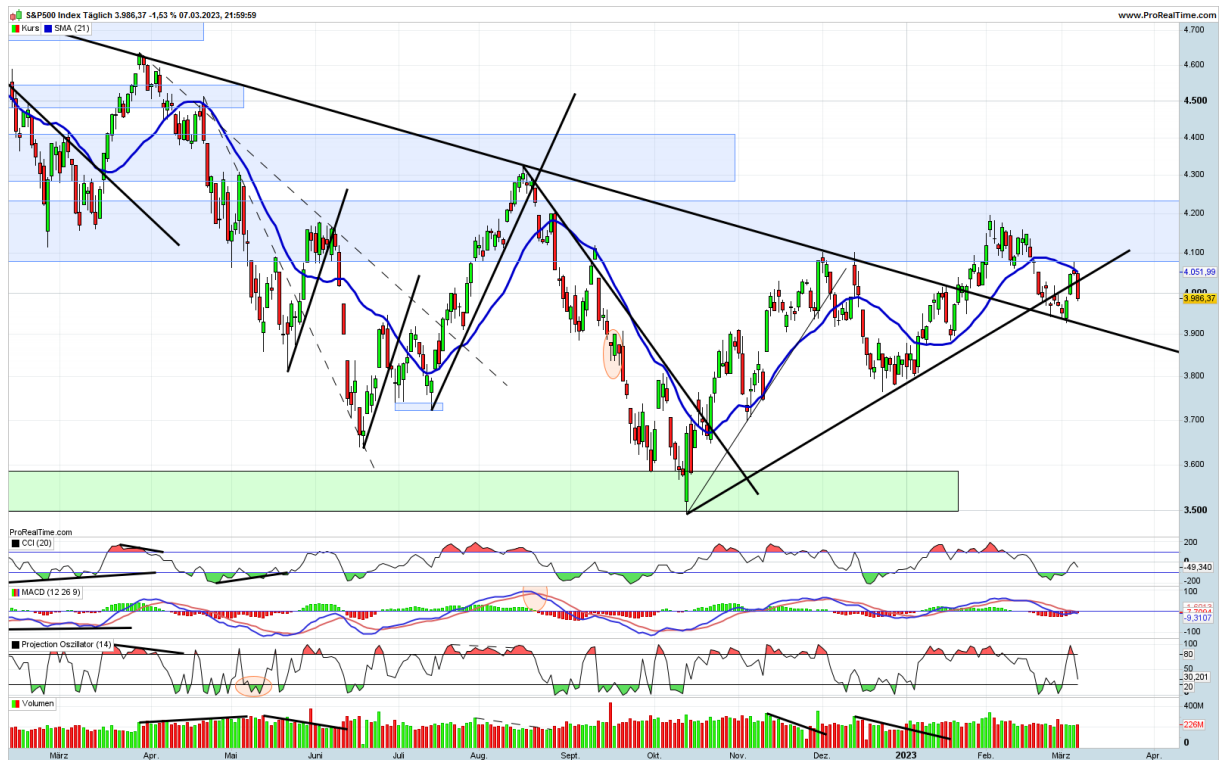 S&P500 Index Täglich 3.986,37 -1,53 % 07.03.2023, 21:59:59
www.ProRealTime.com
Kurs SMA (21)
4.700
4.600
4.500
4.400
4.300
4.200
4.100
4.051,99
3.986,37
3.900
3.800
3.700
3.600
3.500
ProRealTime.com
CCI (20)
200
-49,340
-200
MACD (12 26 9)
100
-9,3107
-100
Projection Oszillator (14)
100
80
50
30,201
20
Volumen
400M
226M
0
März Apr. Mai Juni Juli Aug. Sept. Okt. Nov. Dez. 2023 Feb. März Apr.